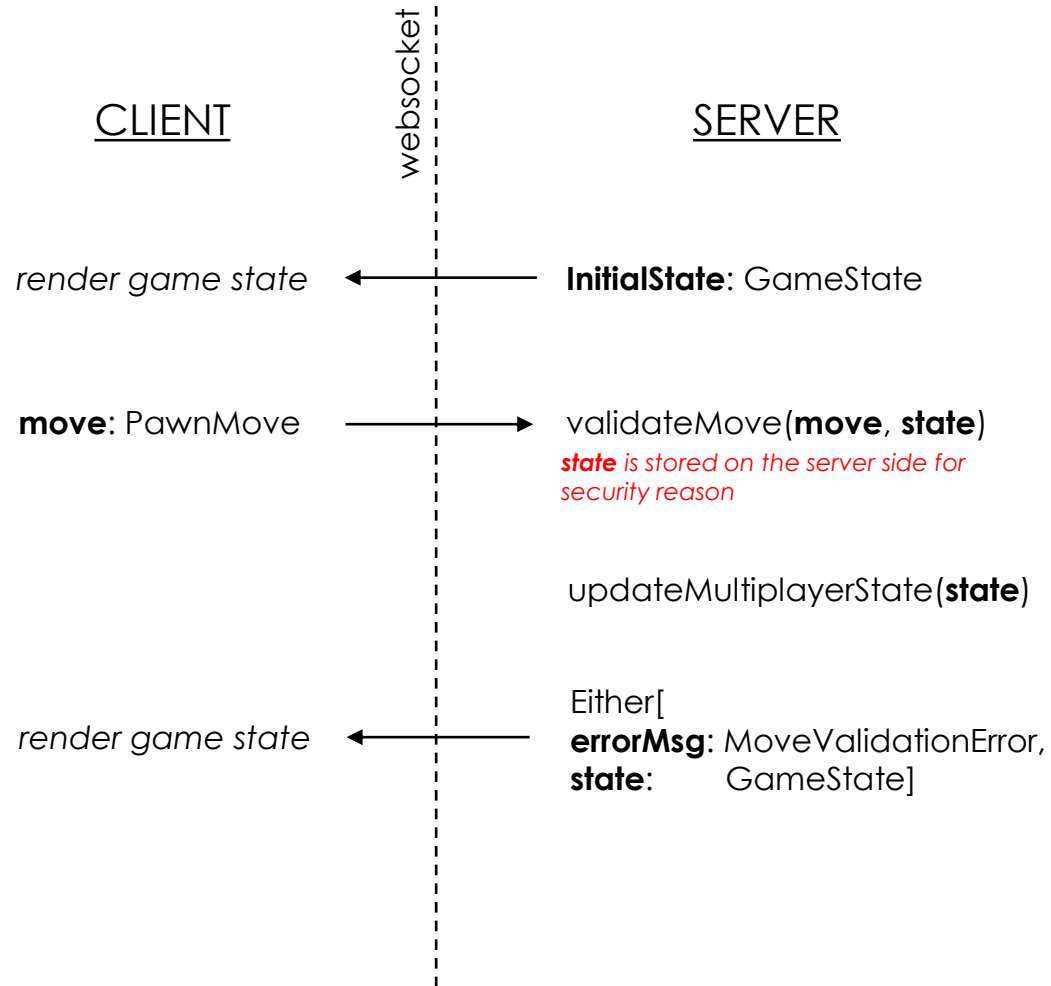 websocket
CLIENT
SERVER
render game state
InitialState: GameState
move: PawnMove
validateMove(move, state)
state is stored on the server side for
security reason
updateMultiplayerState(state)
Either[
render game state
errorMsg: MoveValidationError,
state: GameState]